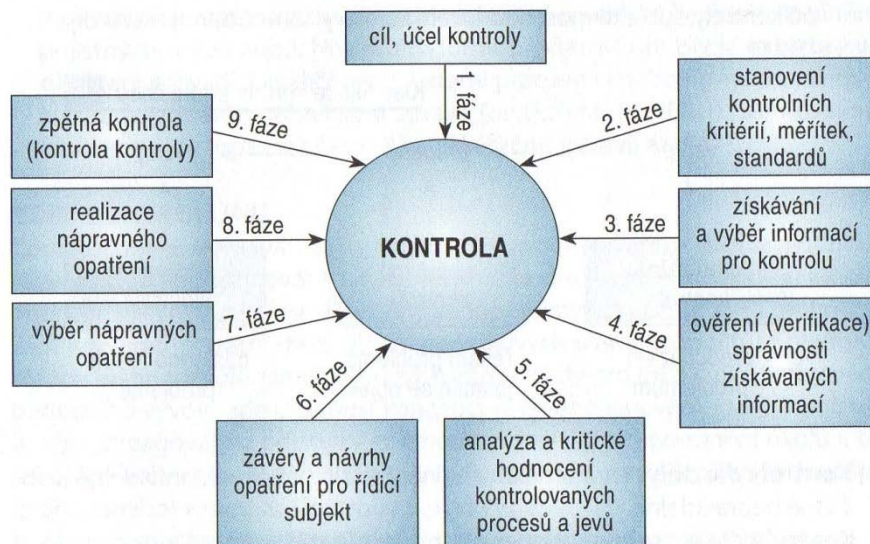 cíl, účel kontroly
1. fáze
2. fáze
stanovení
kontrolních
kritérií, měřítek,
standardů
3. fáze
získávání
a výběr informací
pro kontrolu
4. fáze
ověření (verifikace)
správnosti
získávaných
informací
5. fáze
analýza a kritické
hodnocení
kontrolovaných
procesů a jevů
6. fáze
závěry a návrhy
opatření pro řídicí
subjekt
7. fáze
výběr nápravných
opatření
8. fáze
realizace
nápravného
opatření
9. fáze
zpětná kontrola
(kontrola kontroly)
KONTROLA